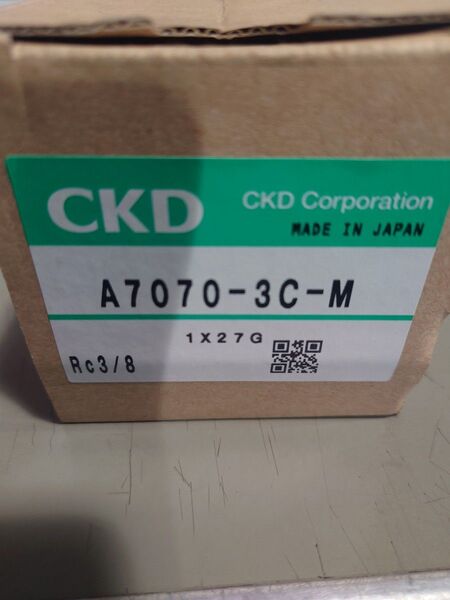 CKD
CKD Corporation
MADE IN JAPAN
A7070-3C-M
1X27G
Rc3/8